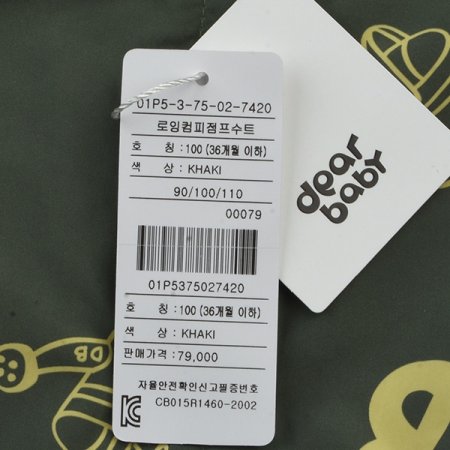 01P5-3-75-02-7420
로잉컴피점프수트
호 칭 : 100 (36개월 이하)
색 상 : KHAKI
90/100/110
00079
01P5375027420
호 칭 : 100 (36개월 이하)
색 상 : KHAKI
판매가격 : 79,000
자율안전확인신고필증번호
CB015R1460-2002
dear
baby
DB